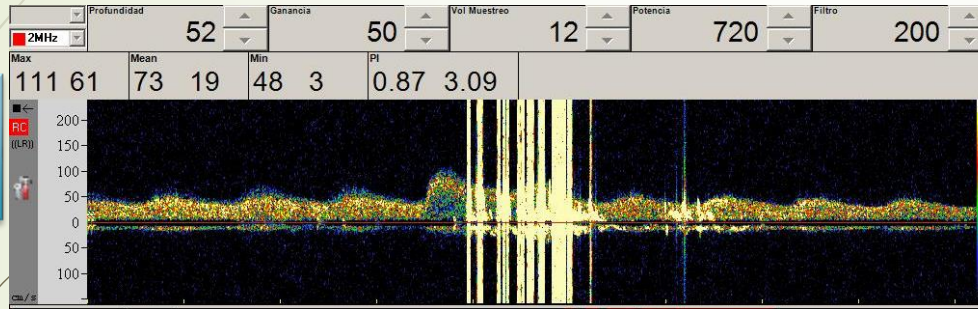 Profundidad Ganancia Vol Muestreo Potencia Filtro
2MHz 52 50 12 720 200
Max Mean Min PI
111 61 73 19 48 3 0.87 3.09
RC
((LR))
200
150
100
50
0
50
100
cm/s